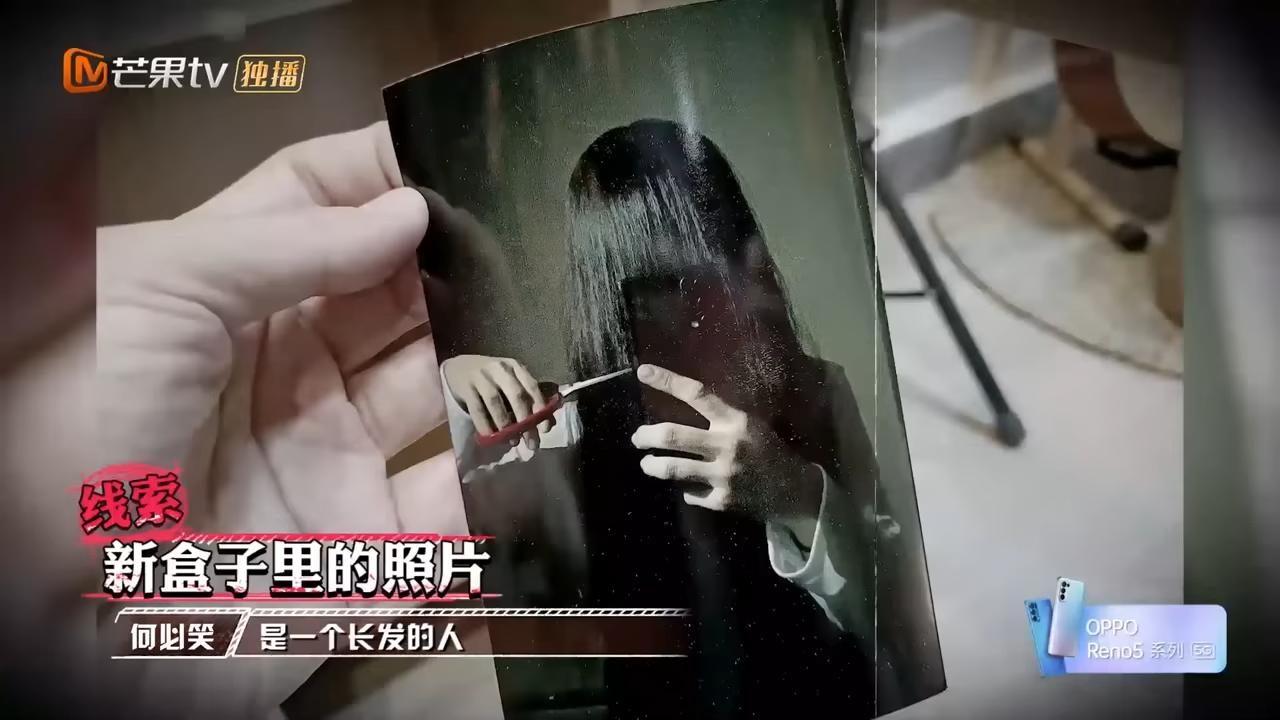 芒果tv 独播
线索
新盒子里的照片
何必笑 是一个长发的人
OPPO
Reno5 系列 5G